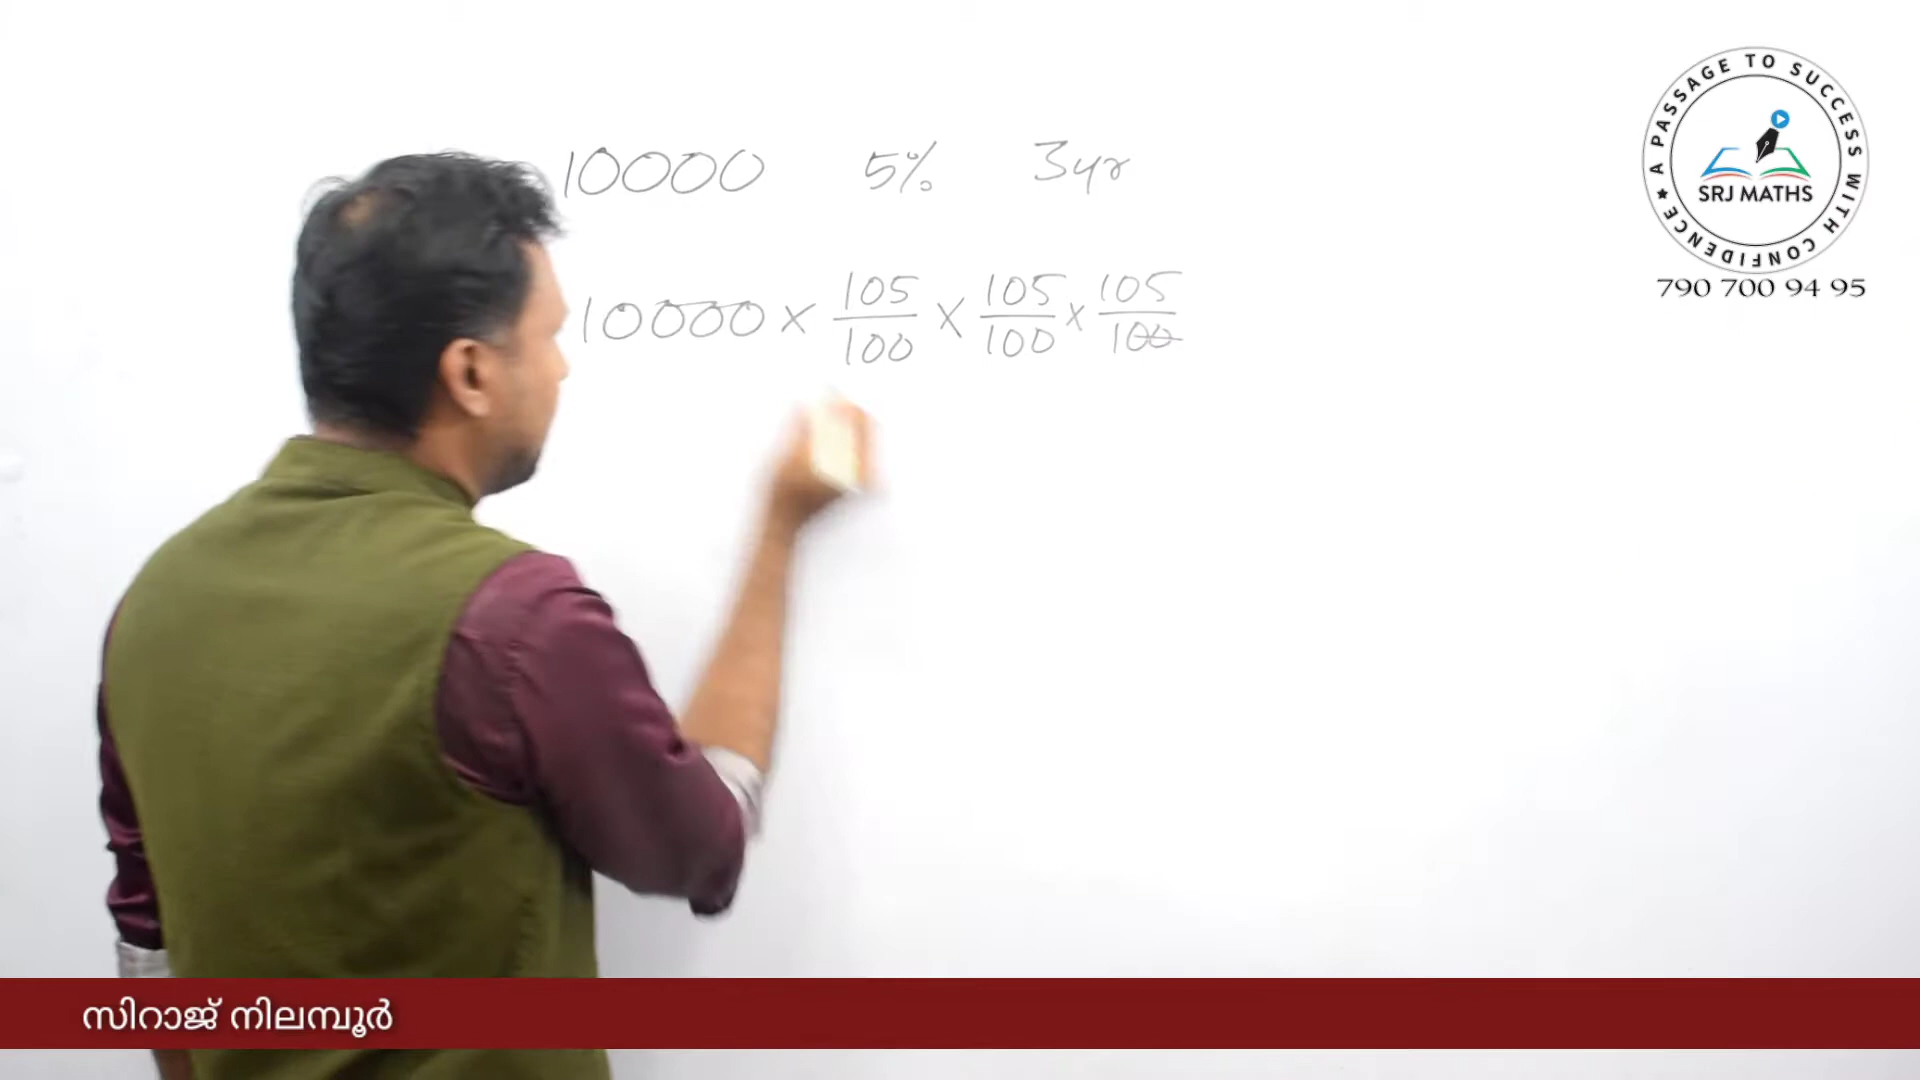 10000 5% 3yr
10000 × 105/100 × 105/100 × 105/100
A PASSAGE TO SUCCESS WITH CONFIDENCE ★
SRJ MATHS
790 700 94 95
സിറാജ് നിലമ്പൂർ